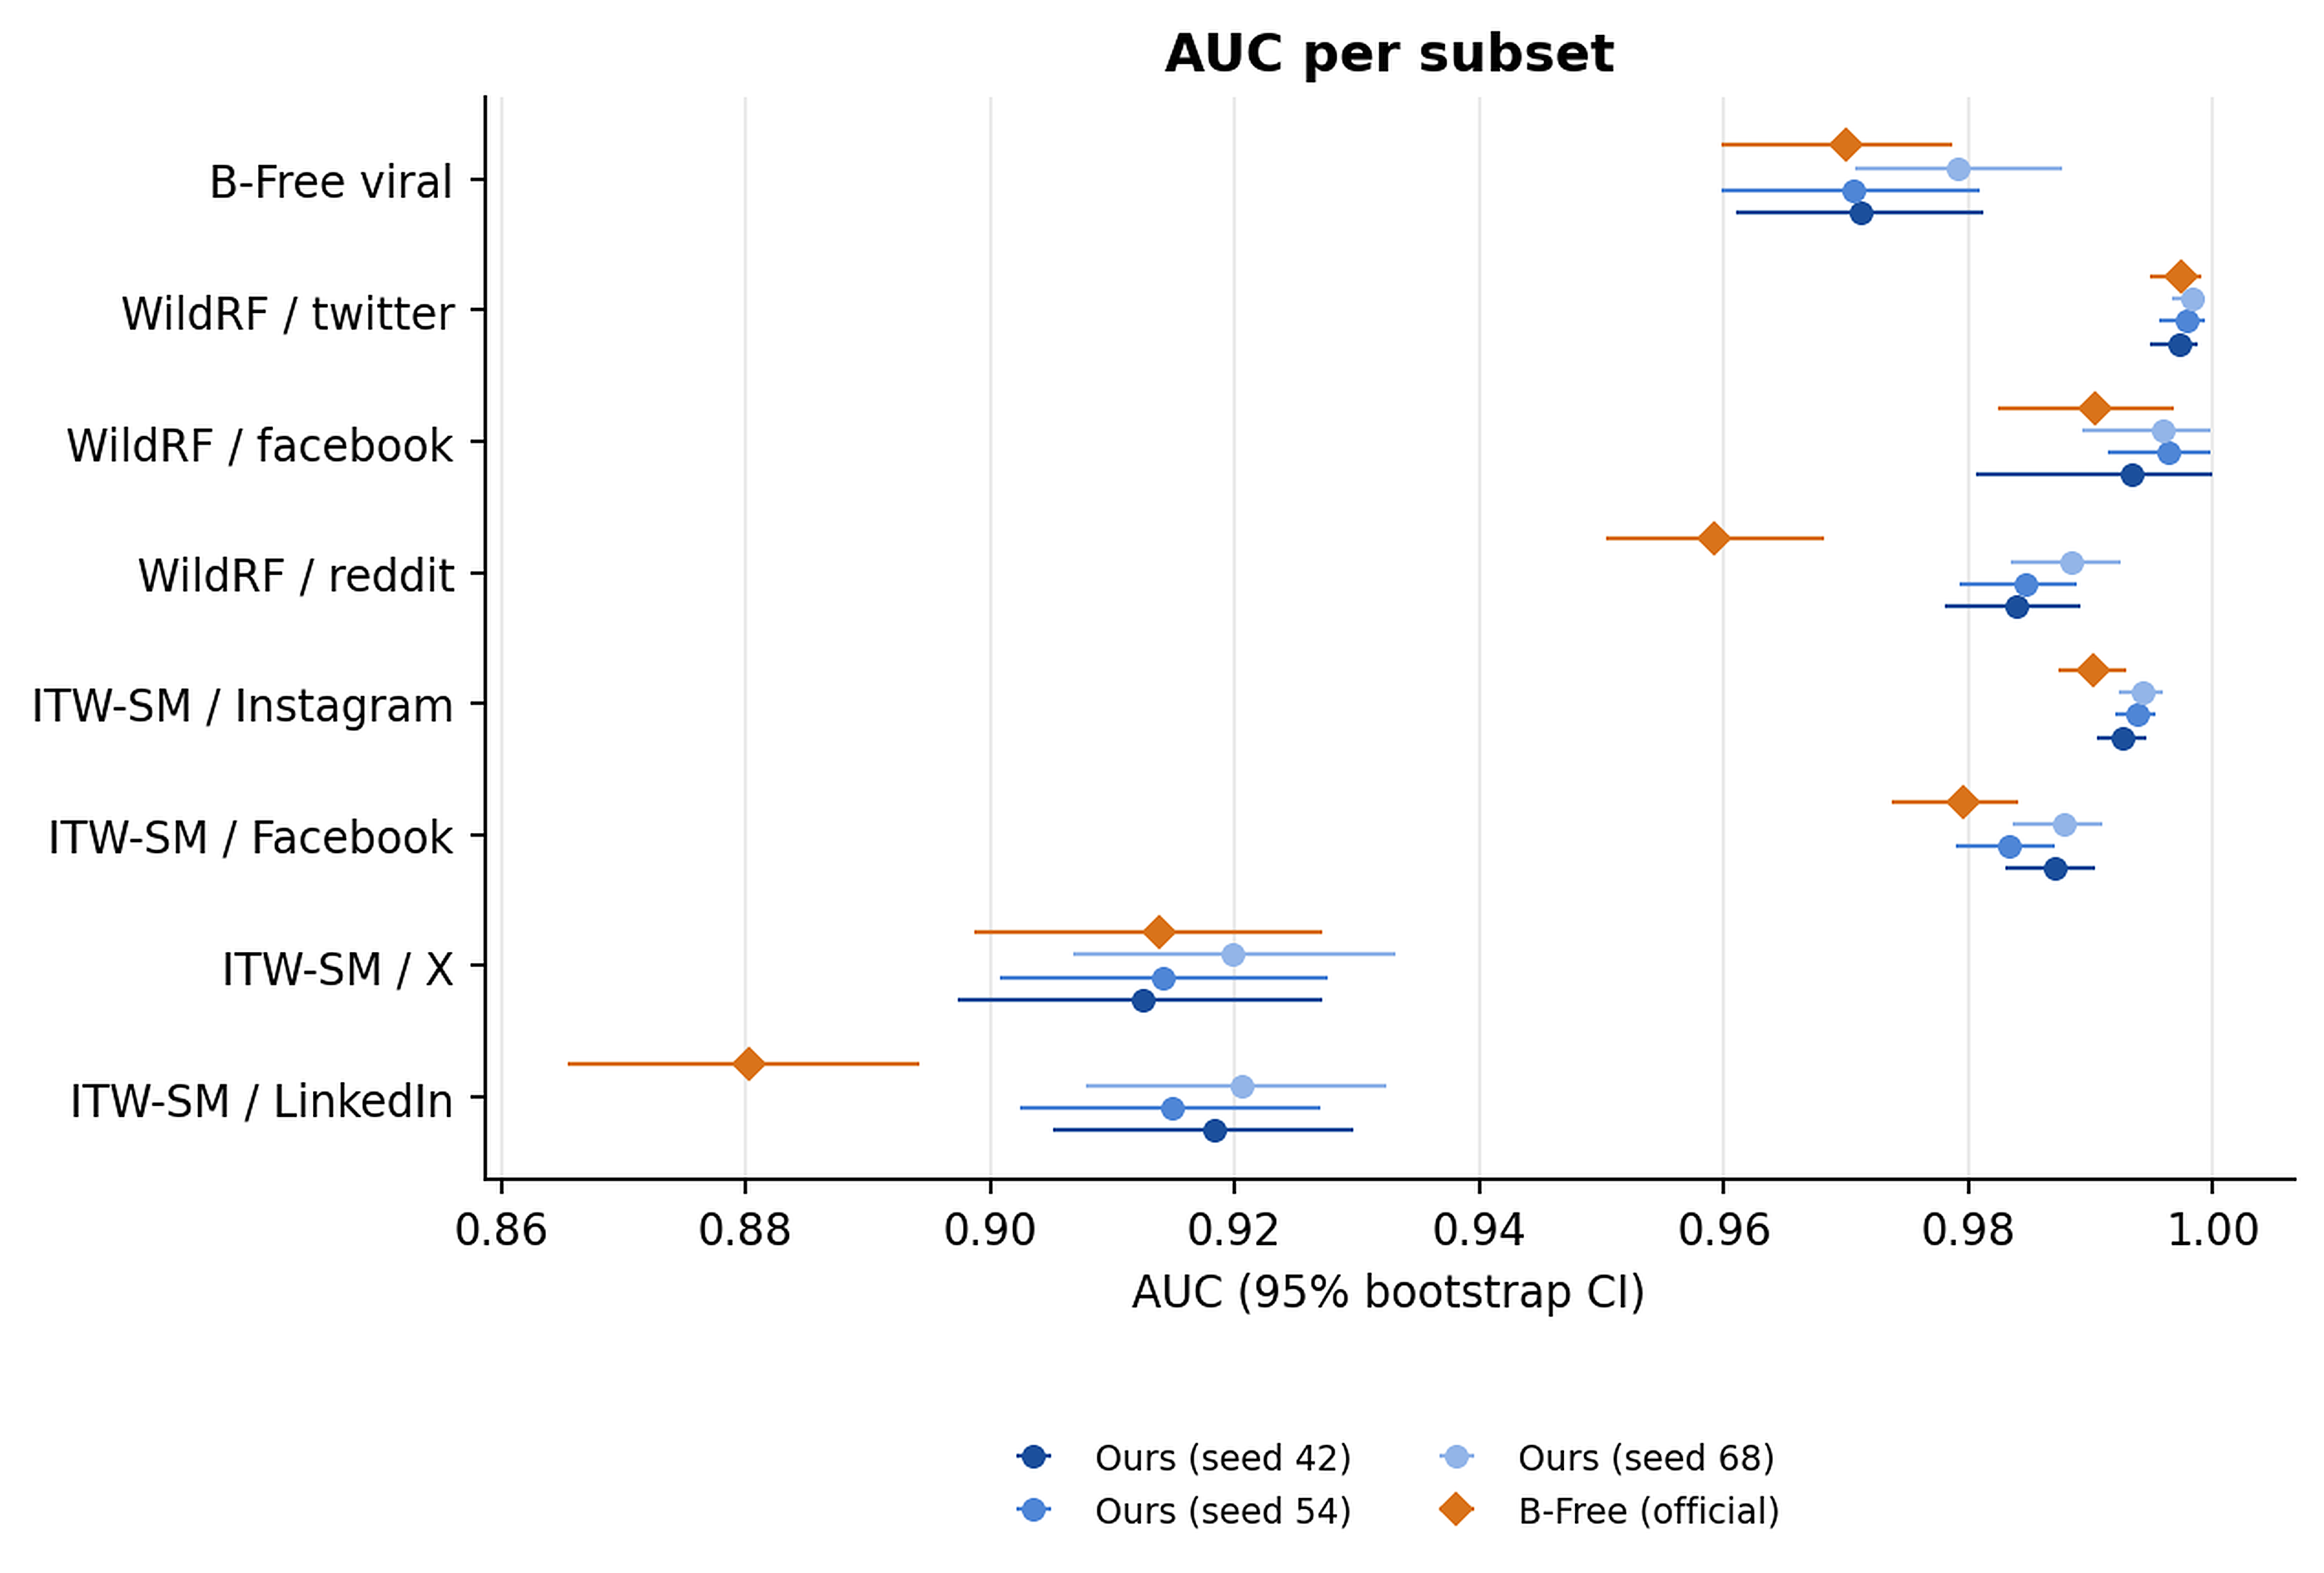 AUC per subset
B-Free viral
WildRF / twitter
WildRF / facebook
WildRF / reddit
ITW-SM / Instagram
ITW-SM / Facebook
ITW-SM / X
ITW-SM / LinkedIn
0.86 0.88 0.90 0.92 0.94 0.96 0.98 1.00
AUC (95% bootstrap CI)
Ours (seed 42) Ours (seed 68)
Ours (seed 54) B-Free (official)